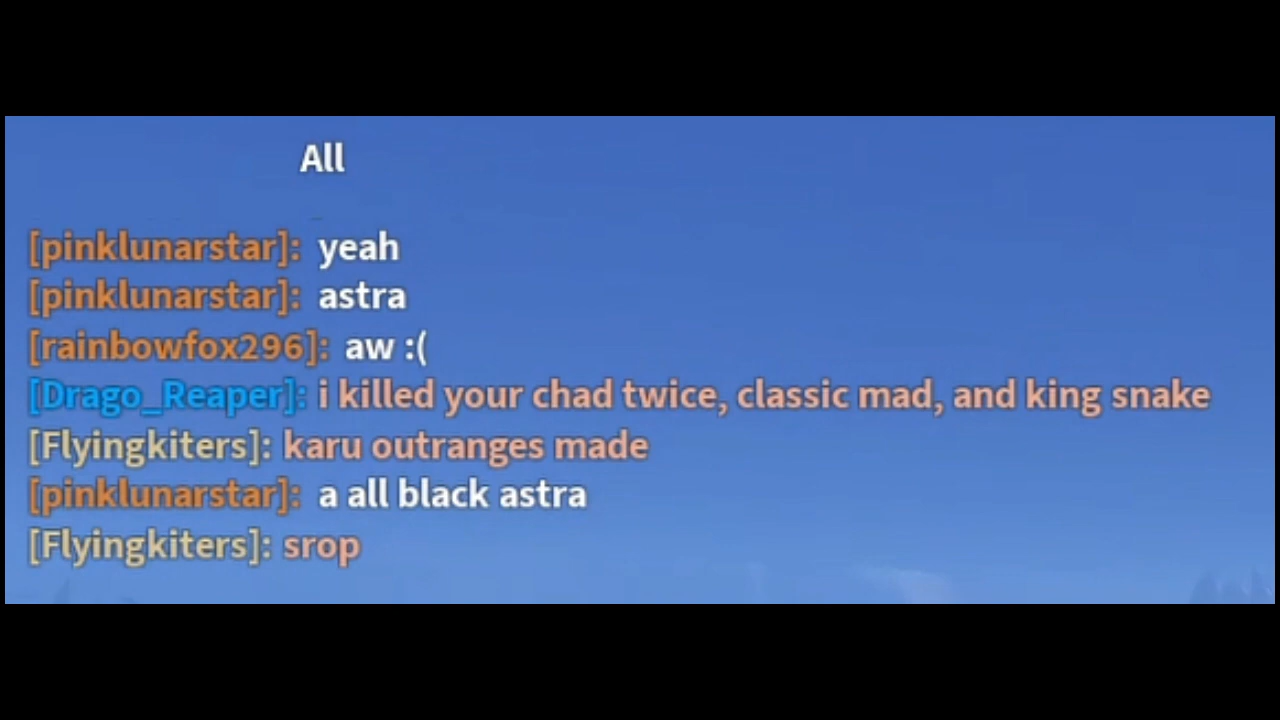 All
[pinklunarstar]: yeah
[pinklunarstar]: astra
[rainbowfox296]: aw :(
[Drago_Reaper]: i killed your chad twice, classic mad, and king snake
[Flyingkiters]: karu outranges made
[pinklunarstar]: a all black astra
[Flyingkiters]: srop